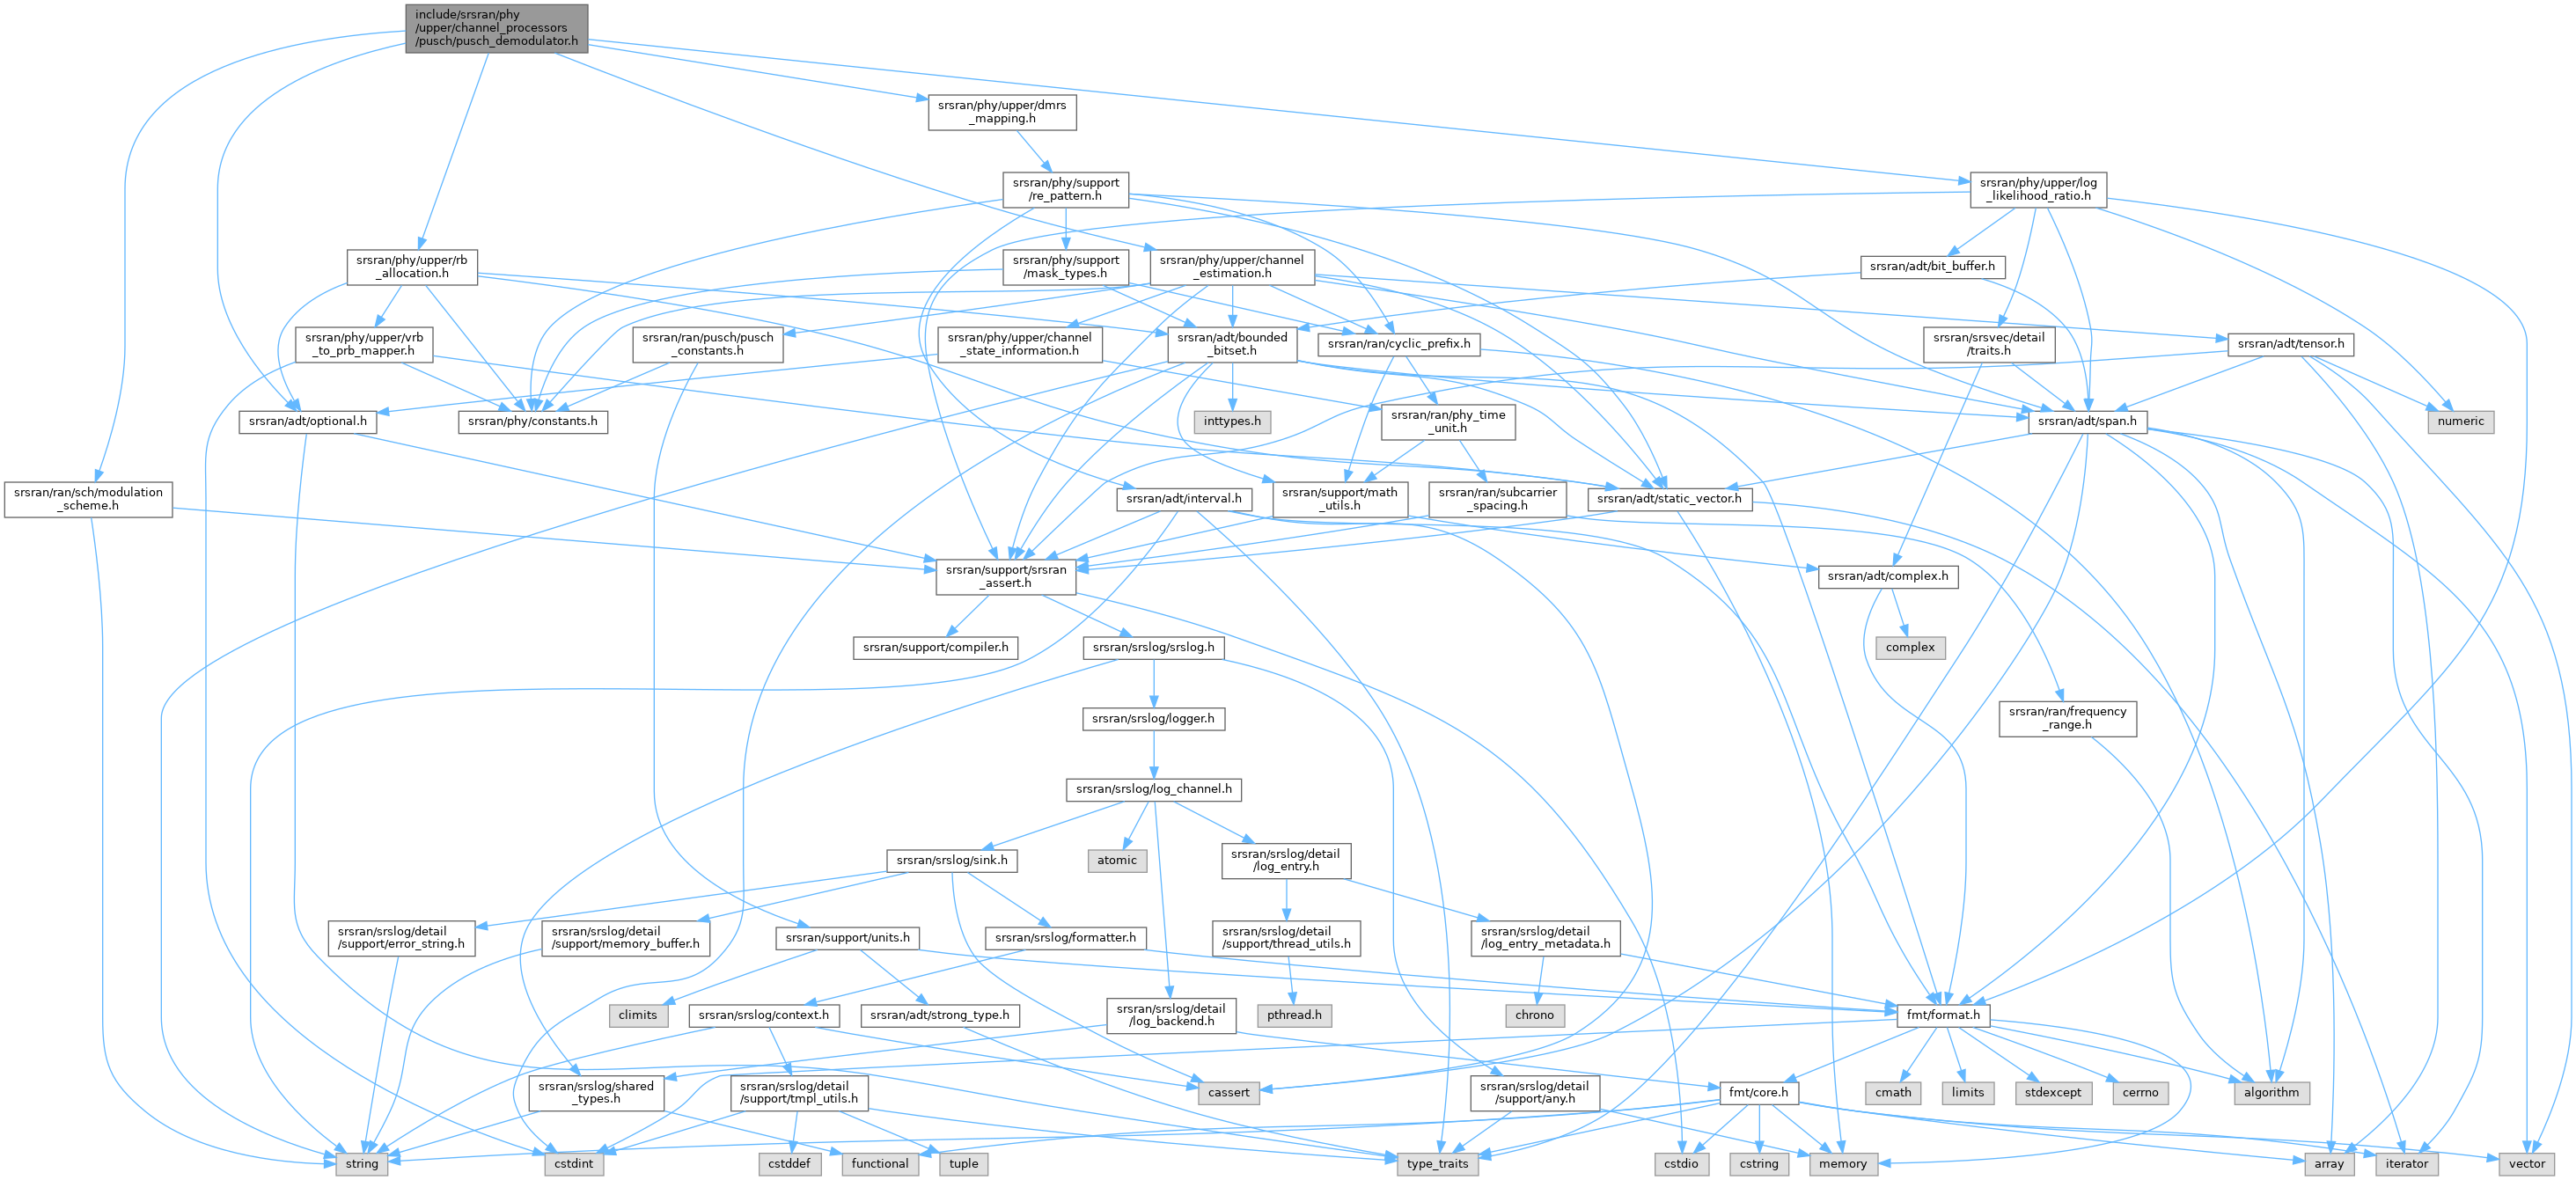 include/srsran/phy
/upper/channel_processors
/pusch/pusch_demodulator.h
srsran/phy/upper/dmrs
_mapping.h
srsran/phy/support
/re_pattern.h
srsran/phy/upper/log
_likelihood_ratio.h
srsran/phy/upper/rb
_allocation.h
srsran/phy/support
/mask_types.h
srsran/phy/upper/channel
_estimation.h
srsran/adt/bit_buffer.h
srsran/phy/upper/vrb
_to_prb_mapper.h
srsran/ran/pusch/pusch
_constants.h
srsran/phy/upper/channel
_state_information.h
srsran/adt/bounded
_bitset.h
srsran/ran/cyclic_prefix.h
srsran/srsvec/detail
/traits.h
srsran/adt/tensor.h
srsran/adt/optional.h
srsran/phy/constants.h
inttypes.h
srsran/ran/phy_time
_unit.h
srsran/adt/span.h
numeric
srsran/ran/sch/modulation
_scheme.h
srsran/adt/interval.h
srsran/support/math
_utils.h
srsran/ran/subcarrier
_spacing.h
srsran/adt/static_vector.h
srsran/support/srsran
_assert.h
srsran/adt/complex.h
srsran/support/compiler.h
srsran/srslog/srslog.h
complex
srsran/srslog/logger.h
srsran/ran/frequency
_range.h
srsran/srslog/log_channel.h
srsran/srslog/sink.h
atomic
srsran/srslog/detail
/log_entry.h
srsran/srslog/detail
/support/error_string.h
srsran/srslog/detail
/support/memory_buffer.h
srsran/support/units.h
srsran/srslog/formatter.h
srsran/srslog/detail
/support/thread_utils.h
srsran/srslog/detail
/log_entry_metadata.h
climits
srsran/srslog/context.h
srsran/adt/strong_type.h
srsran/srslog/detail
/log_backend.h
pthread.h
chrono
fmt/format.h
srsran/srslog/shared
_types.h
srsran/srslog/detail
/support/tmpl_utils.h
cassert
srsran/srslog/detail
/support/any.h
fmt/core.h
cmath
limits
stdexcept
cerrno
algorithm
string
cstdint
cstddef
functional
tuple
type_traits
cstdio
cstring
memory
array
iterator
vector